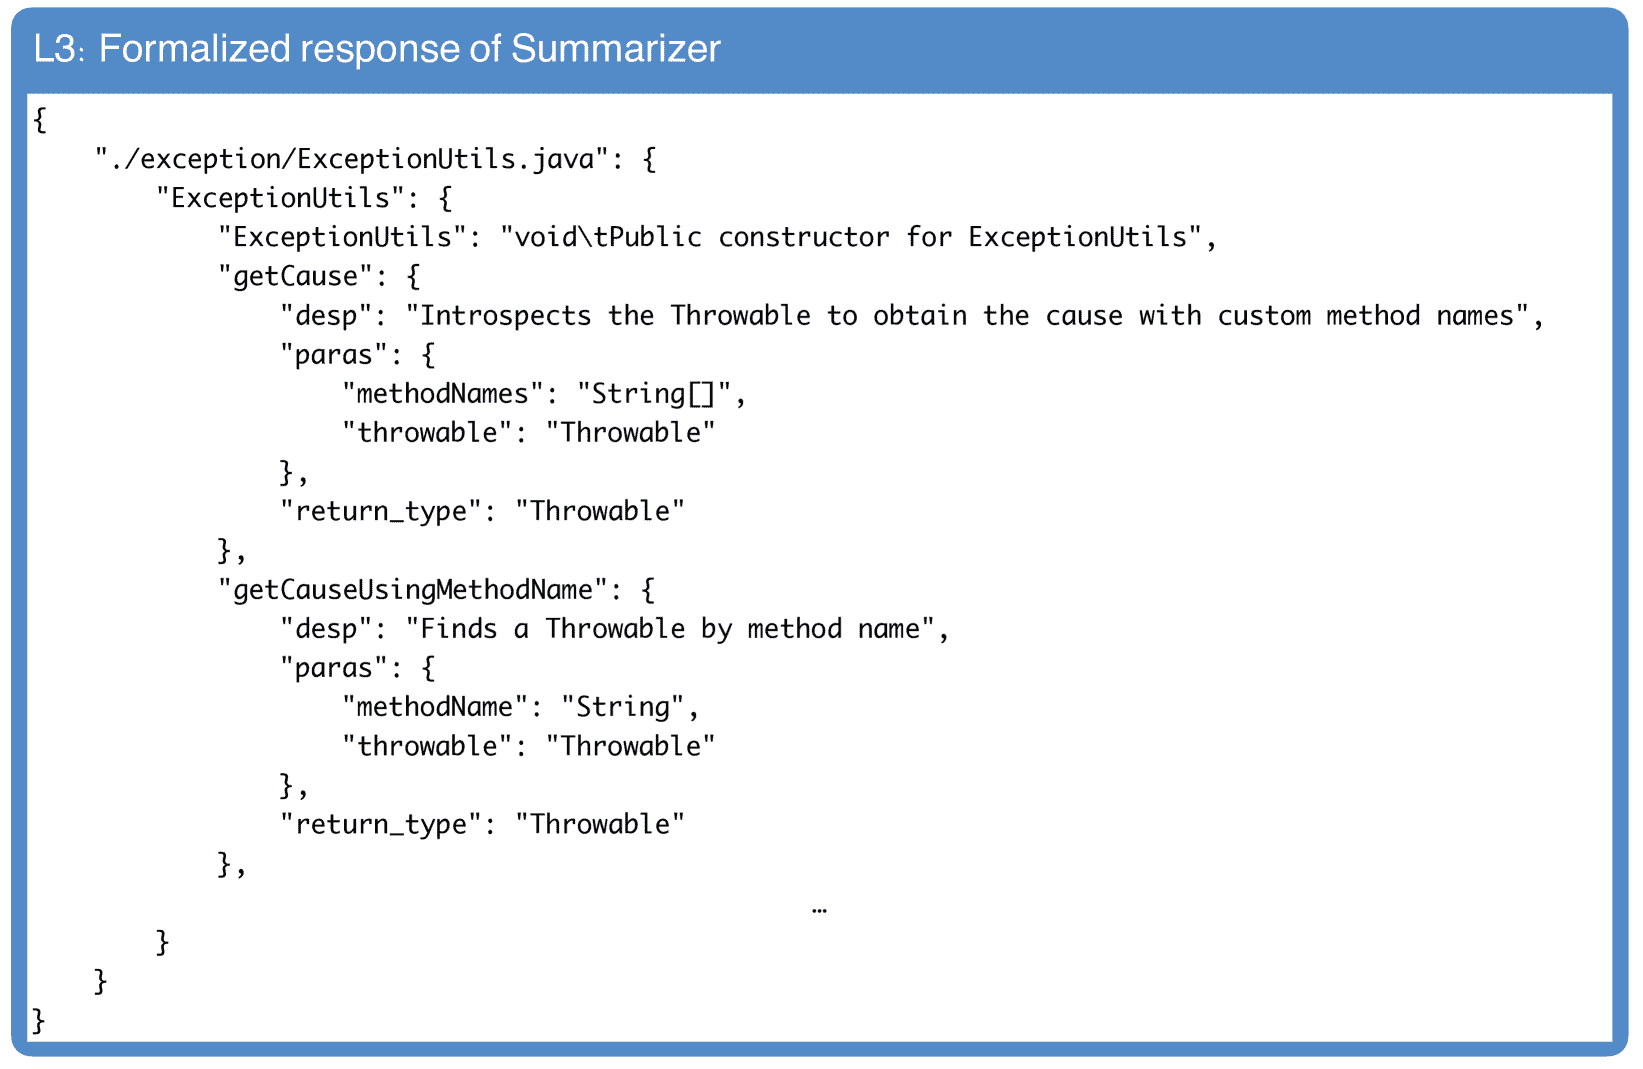 L3: Formalized response of Summarizer
{
    "./exception/ExceptionUtils.java": {
        "ExceptionUtils": {
            "ExceptionUtils": "void\tPublic constructor for ExceptionUtils",
            "getCause": {
                "desp": "Introspects the Throwable to obtain the cause with custom method names",
                "paras": {
                    "methodNames": "String[]",
                    "throwable": "Throwable"
                },
                "return_type": "Throwable"
            },
            "getCauseUsingMethodName": {
                "desp": "Finds a Throwable by method name",
                "paras": {
                    "methodName": "String",
                    "throwable": "Throwable"
                },
                "return_type": "Throwable"
            },
…
        }
    }
}